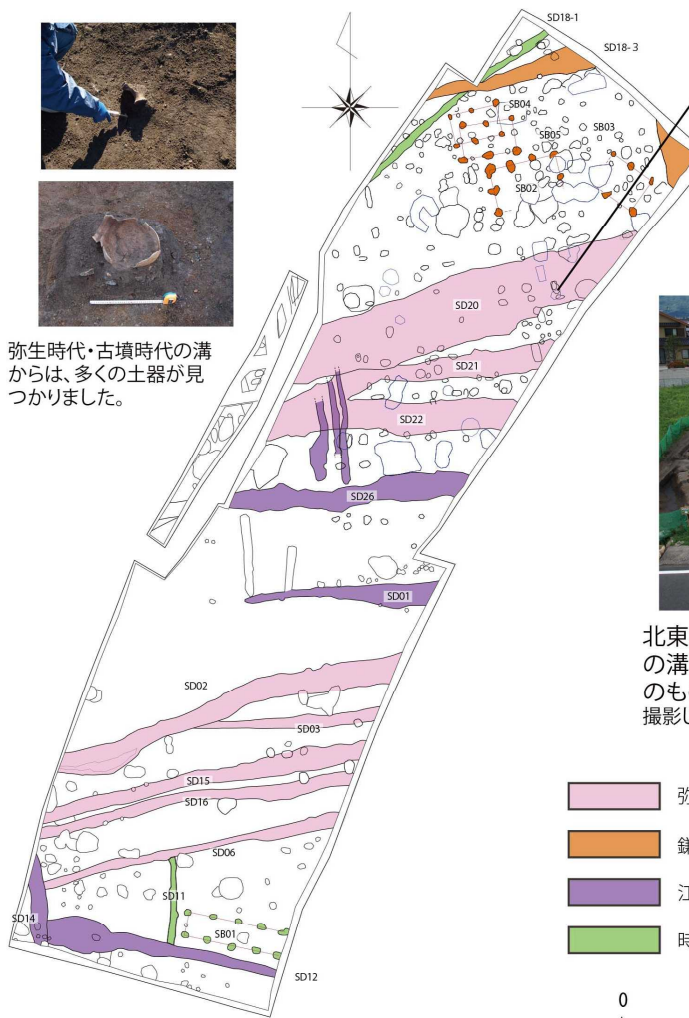 SD18-1
SD18-3
SB04
SB05
SB03
SB02
弥生時代・古墳時代の溝
からは、多くの土器が見
つかりました。
SD20
SD21
SD22
SD26
SD01
北東
の溝
のも
撮影し
SD02
SD03
SD15
SD16
SD06
SD11
SD14
SB01
SD12
弥
鎌
江
時
0